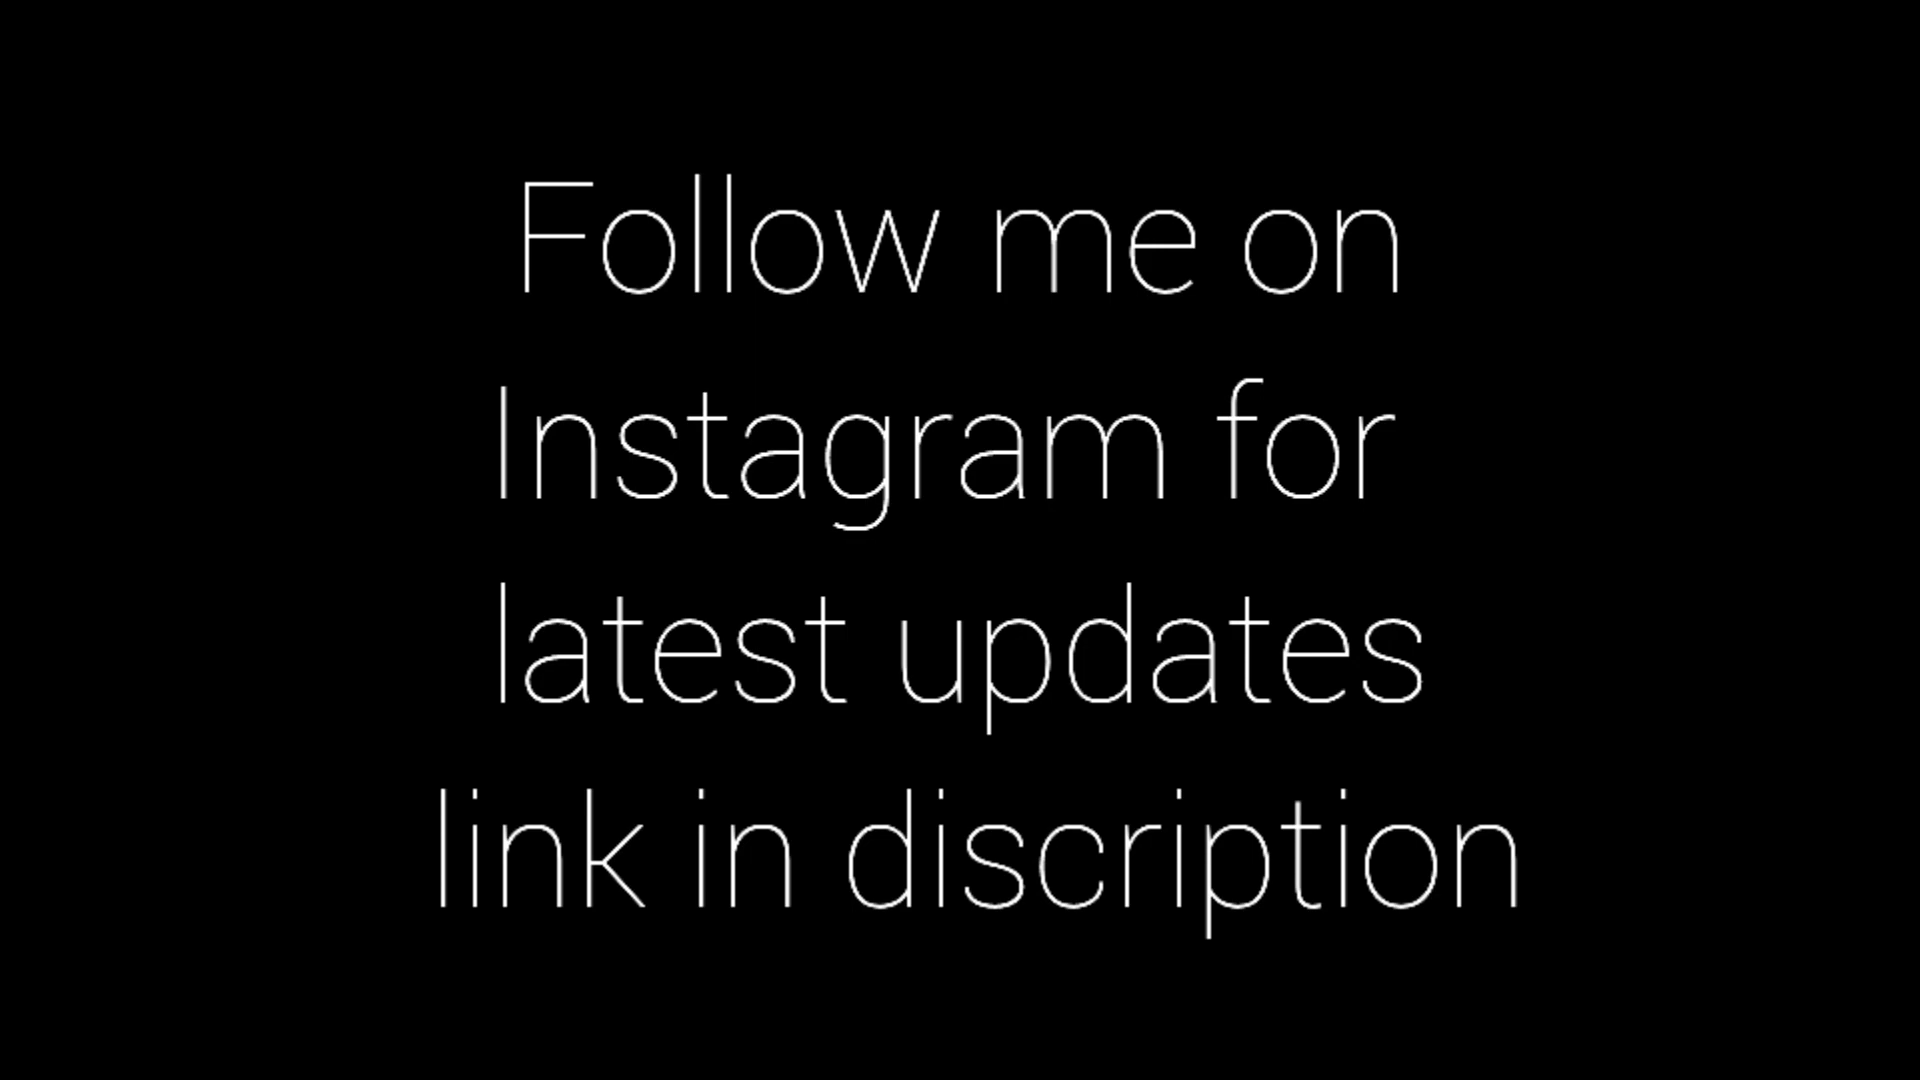 Follow me on
Instagram for
latest updates
link in discription